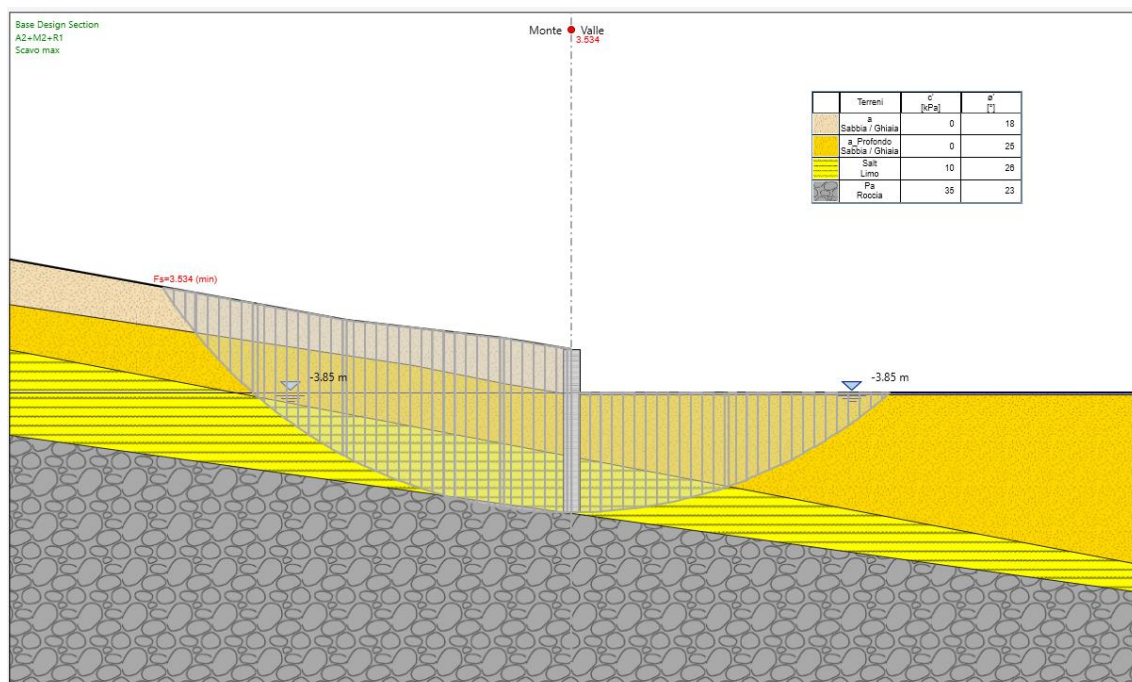 Base Design Section
A2+M2+R1
Scavo max
Monte Valle
3.534
Terreni c' [kPa] ø' [°]
a
Sabbia / Ghiaia 0 18
a_Profondo
Sabbia / Ghiaia 0 25
Salt
Limo 10 26
Pa
Roccia 35 23
Fs=3.534 (min)
-3.85 m
-3.85 m